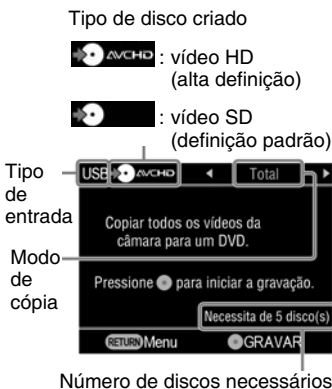 Tipo de disco criado
AVCHD : vídeo HD
(alta definição)
: vídeo SD
(definição padrão)
Tipo
de
entrada
USB AVCHD Total
Copiar todos os vídeos da
câmara para um DVD.
Modo
de
cópia
Pressione para iniciar a gravação.
Necessita de 5 disco(s)
RETURN Menu GRAVAR
Número de discos necessários